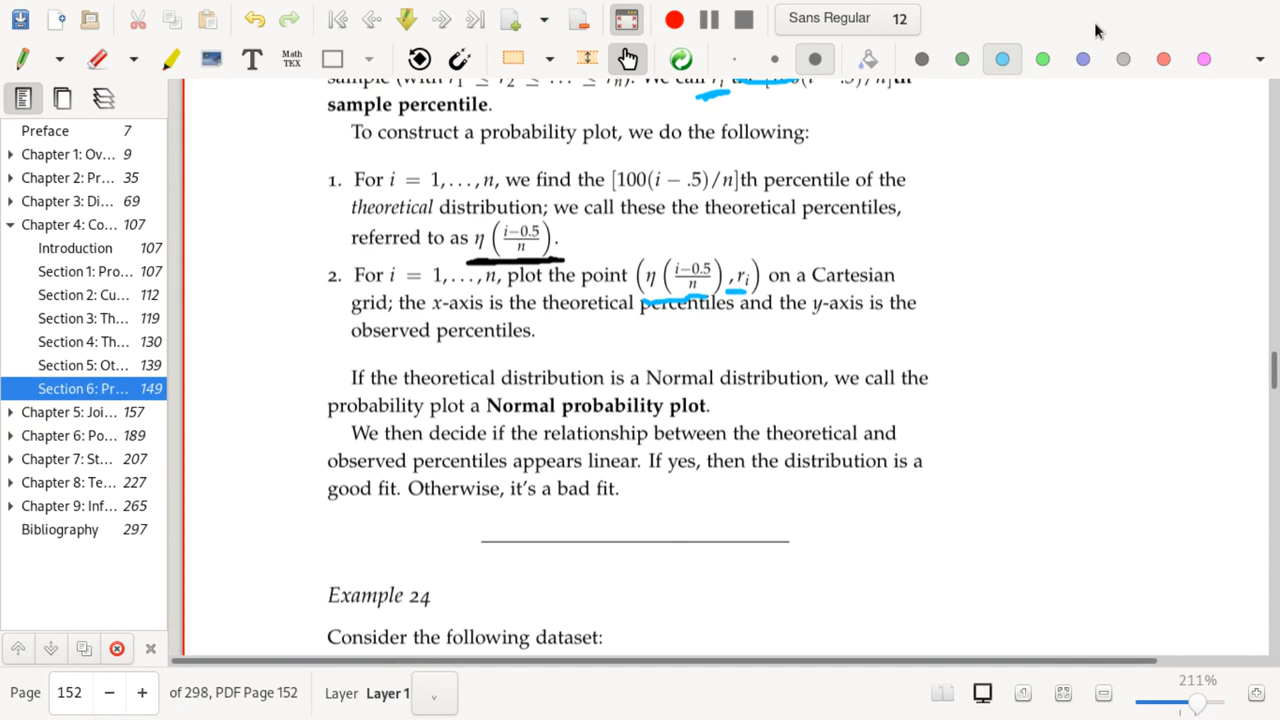 Sans Regular 12
Math
TEX
Preface 7
Chapter 1: Ov... 9
Chapter 2: Pr... 35
Chapter 3: Di... 69
Chapter 4: Co... 107
Introduction 107
Section 1: Pro... 107
Section 2: Cu... 112
Section 3: Th... 119
Section 4: Th... 130
Section 5: Ot... 139
Section 6: Pr... 149
Chapter 5: Joi... 157
Chapter 6: Po... 189
Chapter 7: St... 207
Chapter 8: Te... 227
Chapter 9: Inf... 265
Bibliography 297
sample percentile.
To construct a probability plot, we do the following:
1. For i = 1,…,n, we find the [100(i − .5)/n]th percentile of the
theoretical distribution; we call these the theoretical percentiles,
referred to as η((i−0.5)/n).
2. For i = 1,…,n, plot the point (η((i−0.5)/n), r_i) on a Cartesian
grid; the x-axis is the theoretical percentiles and the y-axis is the
observed percentiles.
If the theoretical distribution is a Normal distribution, we call the
probability plot a Normal probability plot.
We then decide if the relationship between the theoretical and
observed percentiles appears linear. If yes, then the distribution is a
good fit. Otherwise, it's a bad fit.
Example 24
Consider the following dataset:
Page 152 of 298, PDF Page 152 Layer Layer 1 211%